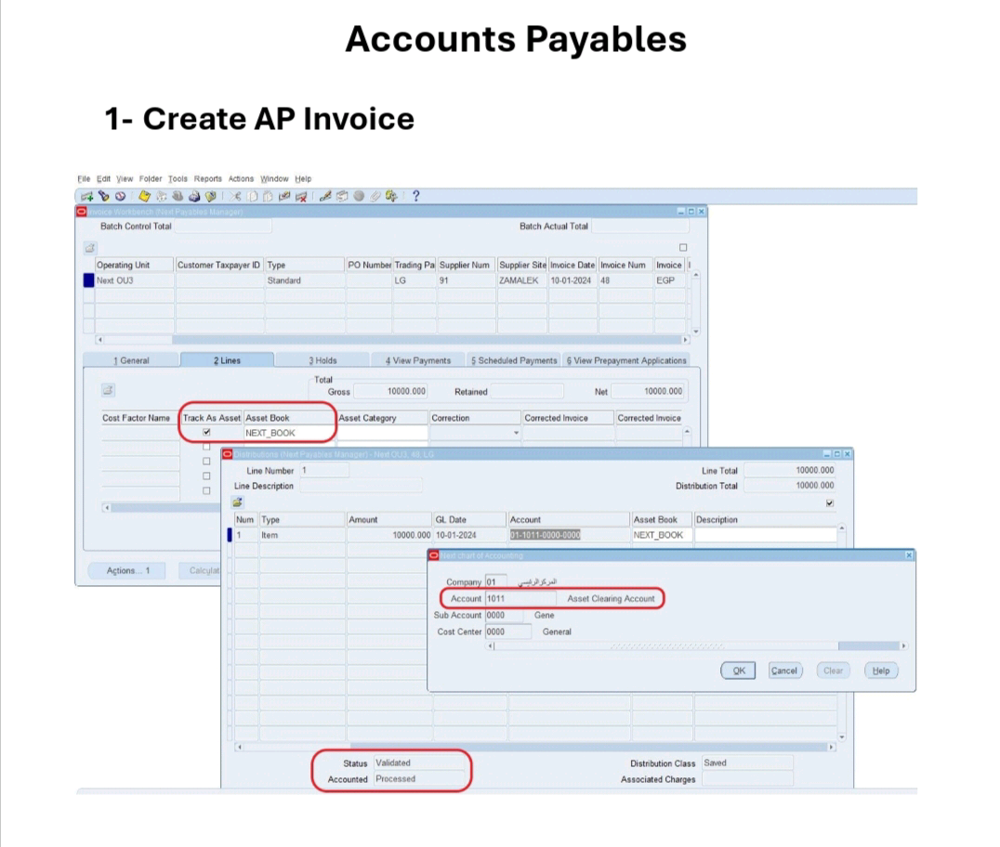 Accounts Payables
1- Create AP Invoice
File Edit View Folder Tools Reports Actions Window Help
Invoice Workbench (Next Payables Manager)
Batch Control Total Batch Actual Total
Operating Unit Customer Taxpayer ID Type PO Number Trading Pa Supplier Num Supplier Site Invoice Date Invoice Num Invoice
Next OU3 Standard LG 91 ZAMALEK 10-01-2024 48 EGP
1 General 2 Lines 3 Holds 4 View Payments 5 Scheduled Payments 6 View Prepayment Applications
Total
Gross 10000.000 Retained Net 10000.000
Cost Factor Name Track As Asset Asset Book Asset Category Correction Corrected Invoice Corrected Invoice
NEXT_BOOK
Distributions (Next Payables Manager) - Next OU3, 48, LG
Line Number 1 Line Total 10000.000
Line Description Distribution Total 10000.000
Num Type Amount GL Date Account Asset Book Description
1 Item 10000.000 10-01-2024 01-1011-0000-0000 NEXT_BOOK
Actions... 1 Calculat
Next chart of Accounting
Company 01 المركز الرئيسي
Account 1011 Asset Clearing Account
Sub Account 0000 Gene
Cost Center 0000 General
OK Cancel Clear Help
Status Validated Distribution Class Saved
Accounted Processed Associated Charges